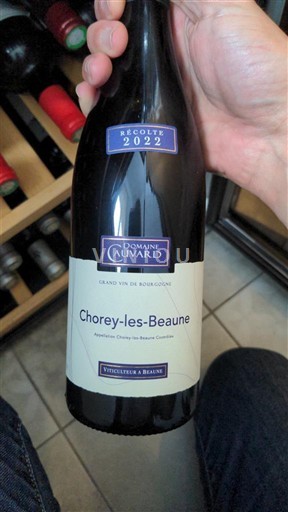 RÉCOLTE
2022
DOMAINE
CAUVARD
GRAND VIN DE BOURGOGNE
Chorey-les-Beaune
Appellation Chorey-les-Beaune Contrôlée
VITICULTEUR À BEAUNE